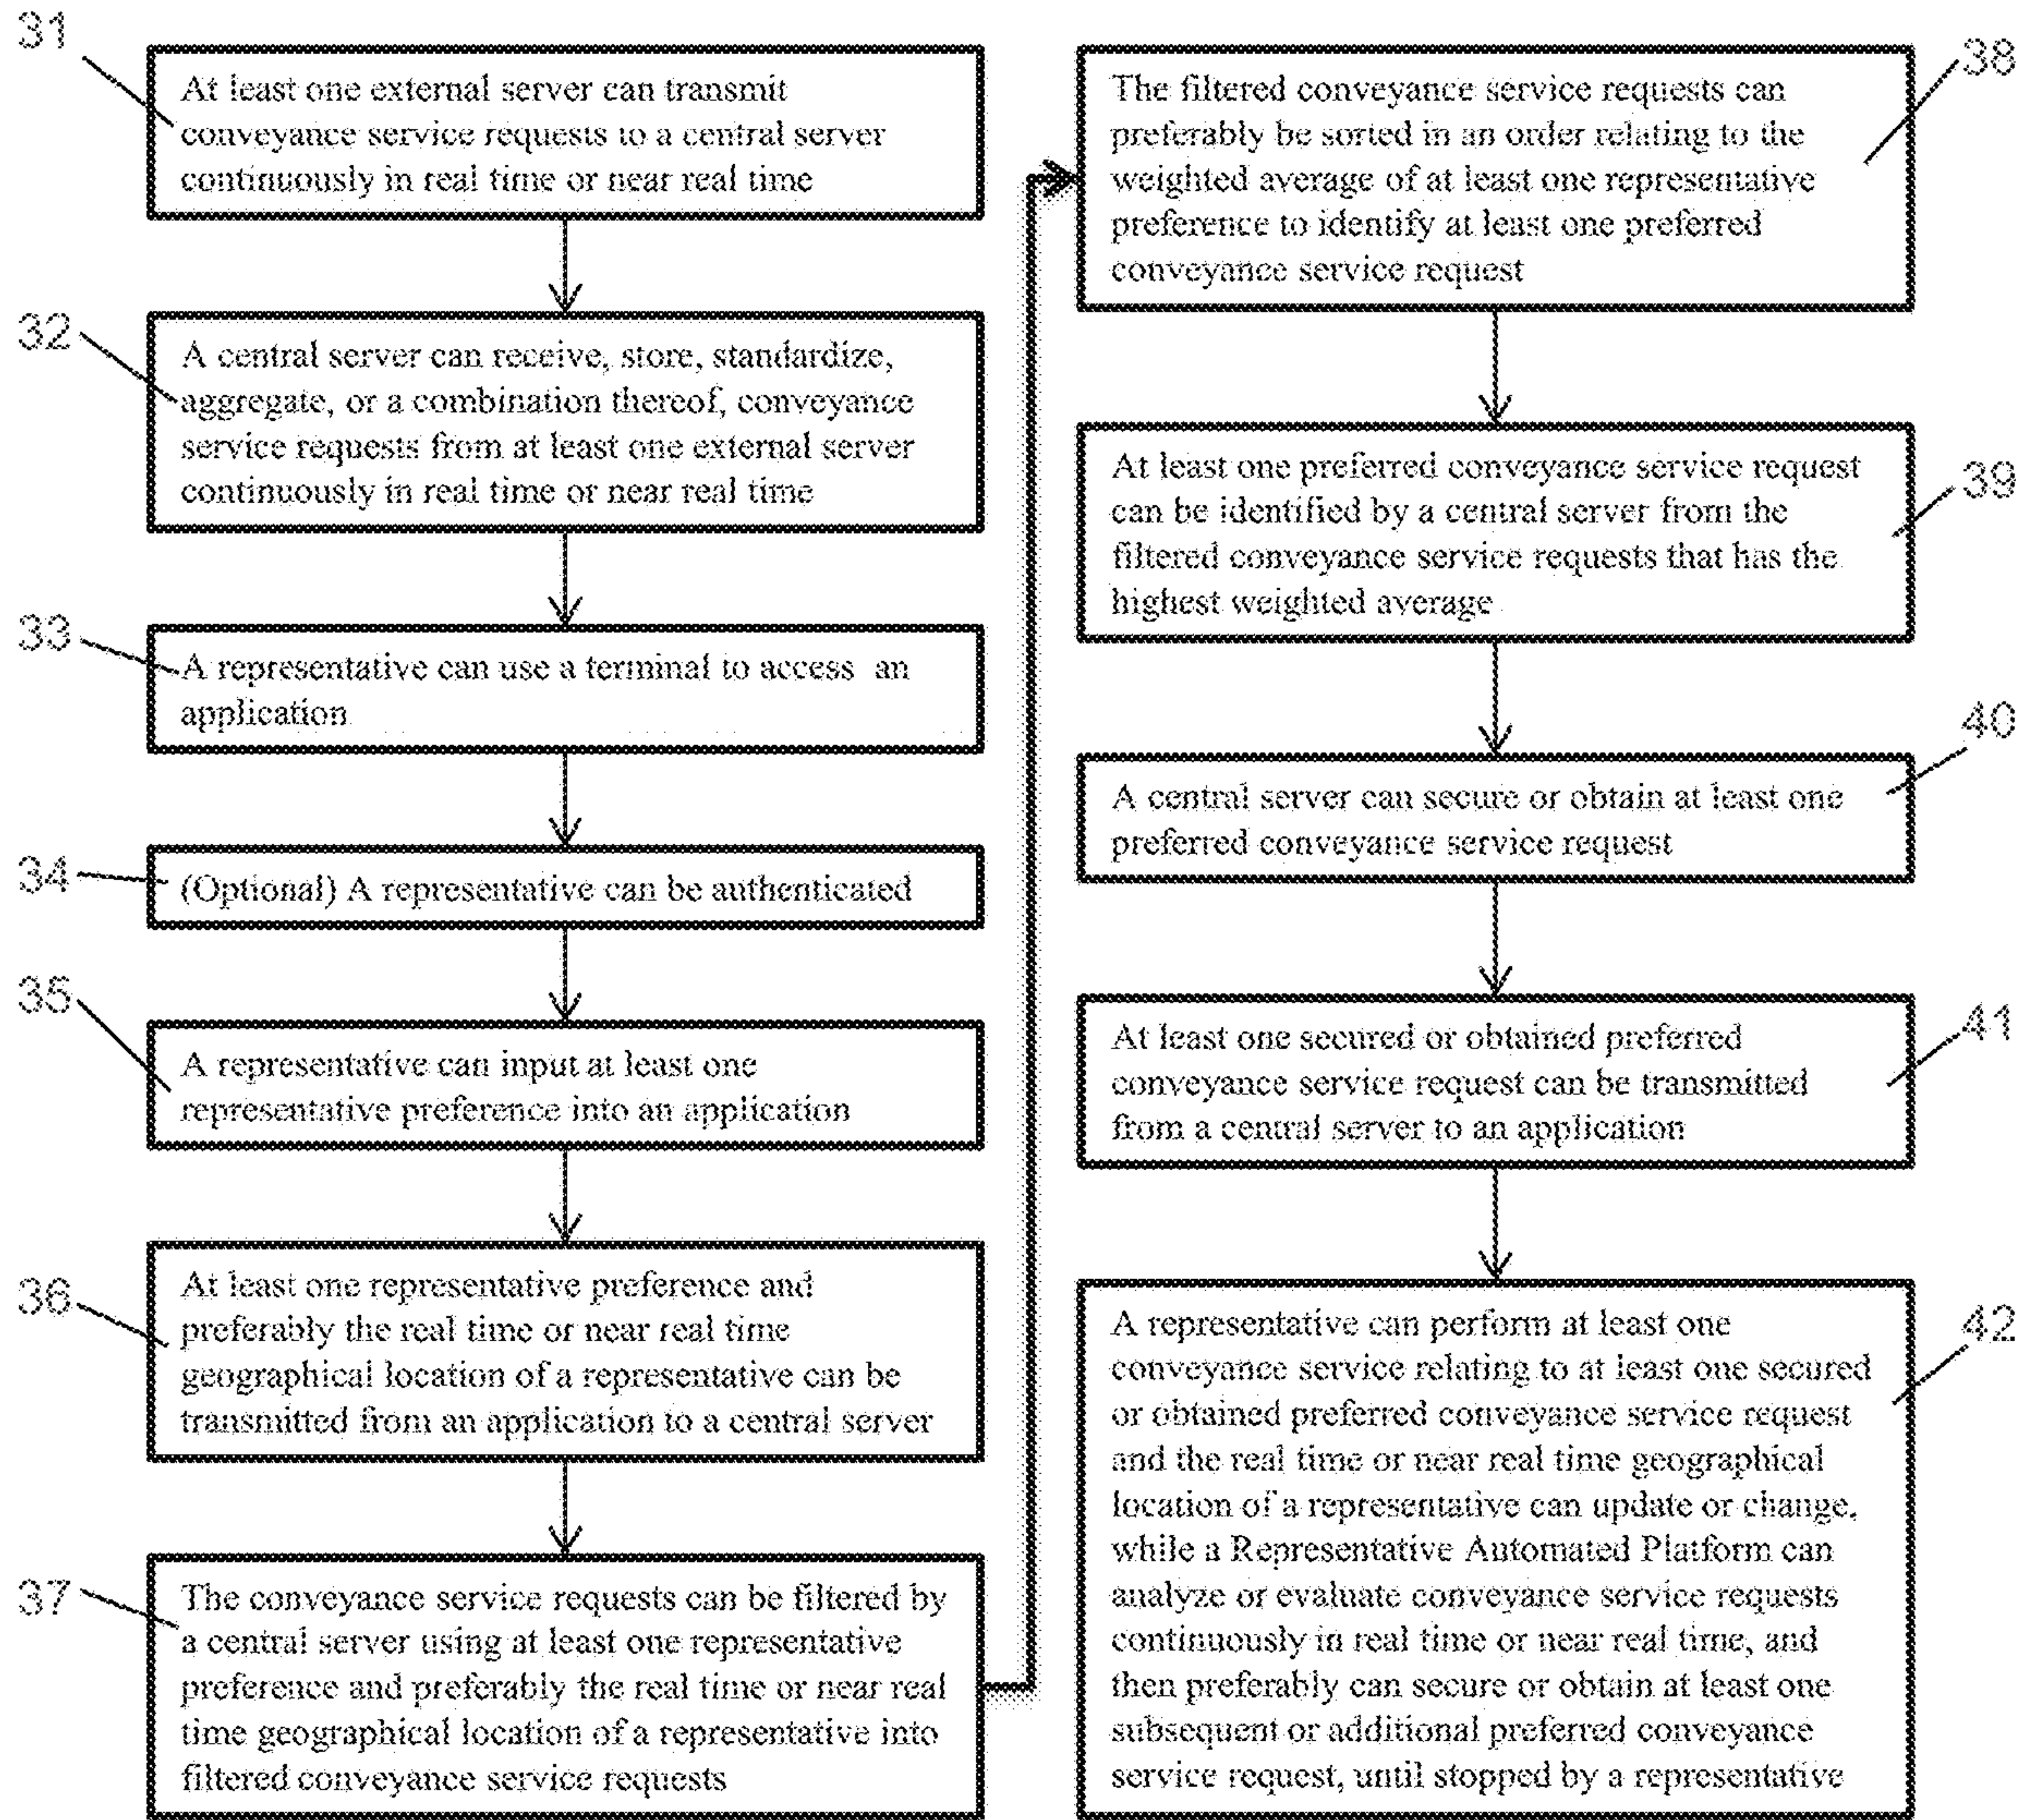 31
At least one external server can transmit
conveyance service requests to a central server
continuously in real time or near real time
32
A central server can receive, store, standardize,
aggregate, or a combination thereof, conveyance
service requests from at least one external server
continuously in real time or near real time
33
A representative can use a terminal to access an
application
34
(Optional) A representative can be authenticated
35
A representative can input at least one
representative preference into an application
36
At least one representative preference and
preferably the real time or near real time
geographical location of a representative can be
transmitted from an application to a central server
37
The conveyance service requests can be filtered by
a central server using at least one representative
preference and preferably the real time or near real
time geographical location of a representative into
filtered conveyance service requests
38
The filtered conveyance service requests can
preferably be sorted in an order relating to the
weighted average of at least one representative
preference to identify at least one preferred
conveyance service request
39
At least one preferred conveyance service request
can be identified by a central server from the
filtered conveyance service requests that has the
highest weighted average
40
A central server can secure or obtain at least one
preferred conveyance service request
41
At least one secured or obtained preferred
conveyance service request can be transmitted
from a central server to an application
42
A representative can perform at least one
conveyance service relating to at least one secured
or obtained preferred conveyance service request
and the real time or near real time geographical
location of a representative can update or change,
while a Representative Automated Platform can
analyze or evaluate conveyance service requests
continuously in real time or near real time, and
then preferably can secure or obtain at least one
subsequent or additional preferred conveyance
service request, until stopped by a representative